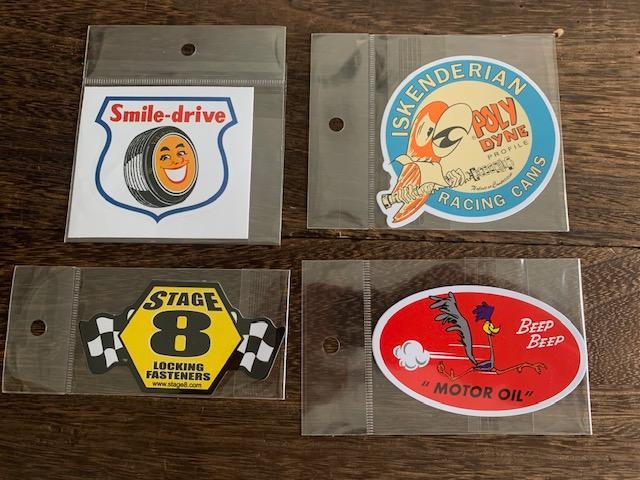 Smile-drive
ISKENDERIAN
POLY
DYNE
PROFILE
RACING CAMS
STAGE
8
LOCKING
FASTENERS
www.stage8.com
BEEP
BEEP
"MOTOR OIL"